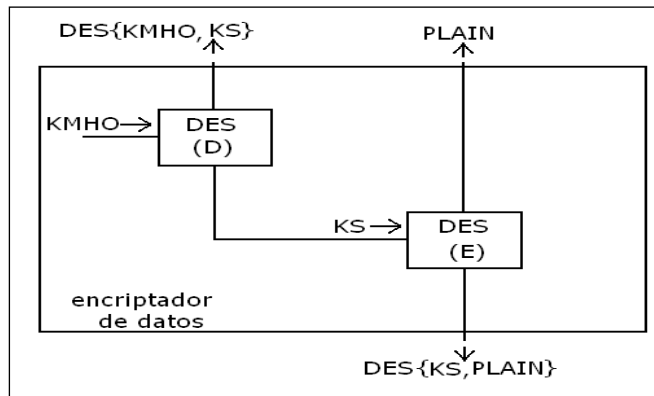 DES{KMHO, KS}
PLAIN
KMHO
DES
(D)
KS
DES
(E)
encriptador
de datos
DES{KS,PLAIN}